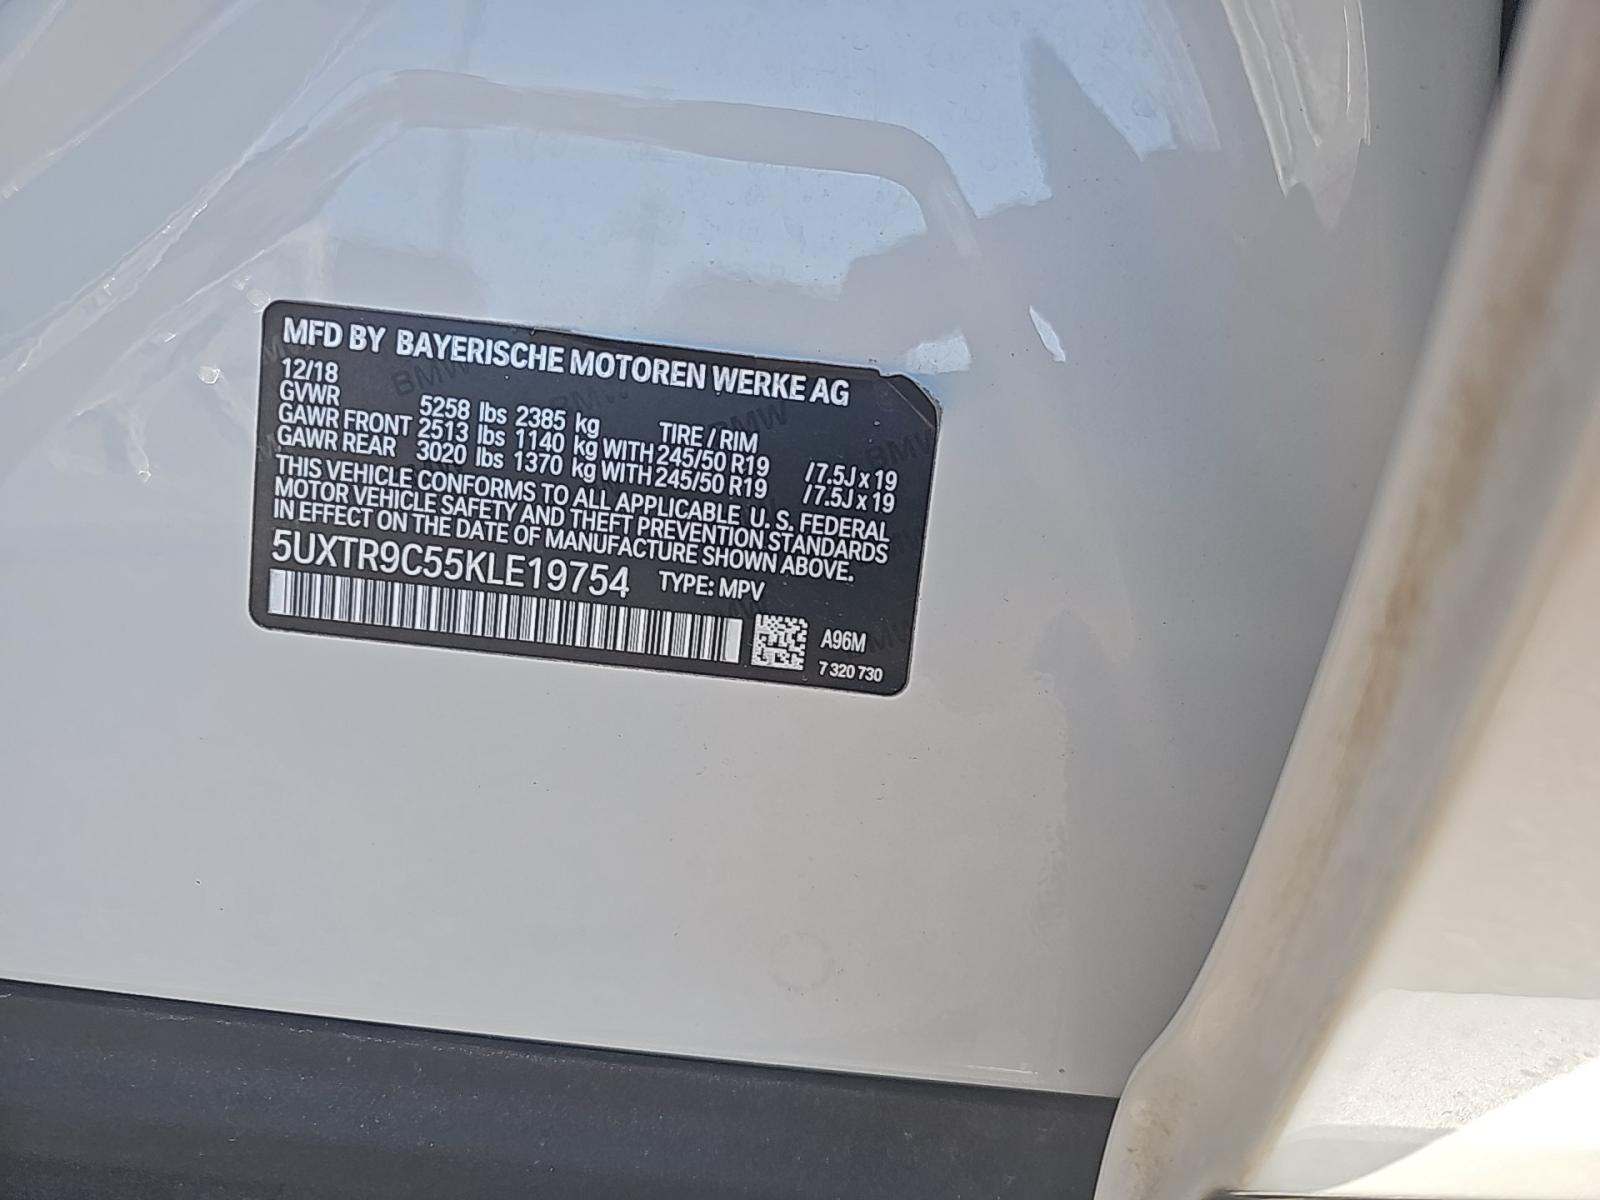 MFD BY BAYERISCHE MOTOREN WERKE AG
12/18
GVWR 5258 lbs 2385 kg TIRE / RIM
GAWR FRONT 2513 lbs 1140 kg WITH 245/50 R19 /7.5J x 19
GAWR REAR 3020 lbs 1370 kg WITH 245/50 R19 /7.5J x 19
THIS VEHICLE CONFORMS TO ALL APPLICABLE U. S. FEDERAL
MOTOR VEHICLE SAFETY AND THEFT PREVENTION STANDARDS
IN EFFECT ON THE DATE OF MANUFACTURE SHOWN ABOVE.
5UXTR9C55KLE19754 TYPE: MPV
A96M
7 320 730